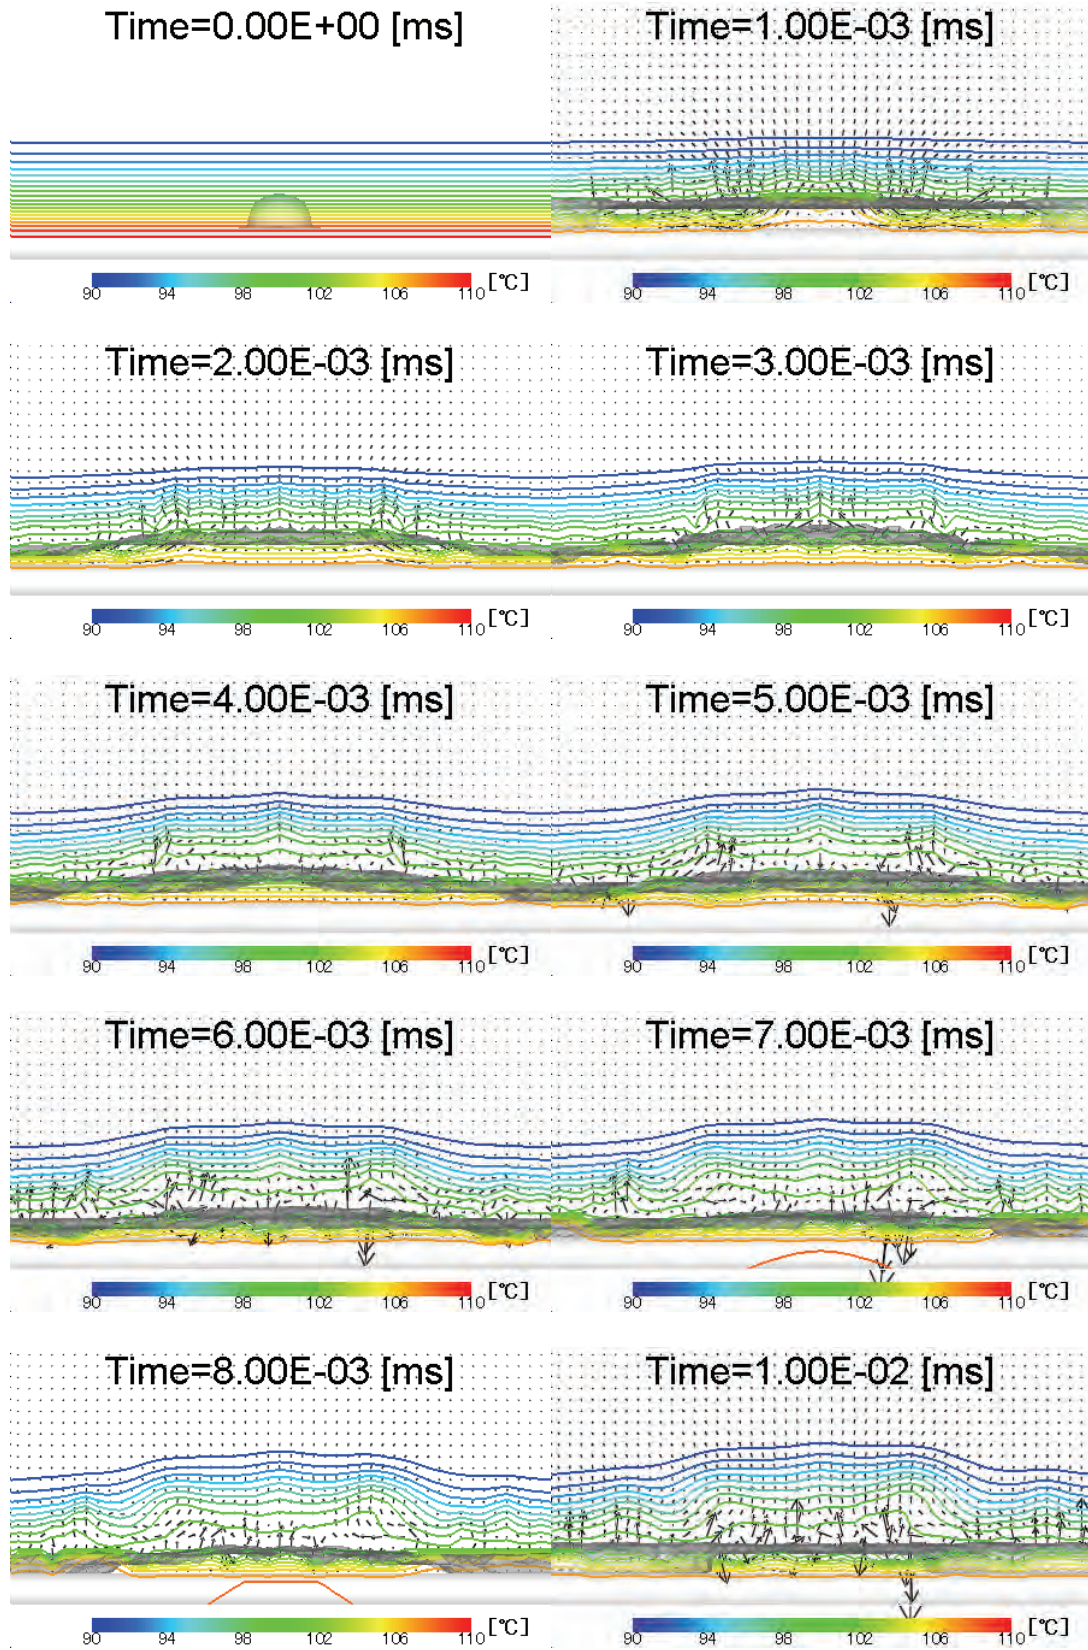 Time=0.00E+00 [ms]
90 94 98 102 106 110 [℃]
Time=1.00E-03 [ms]
90 94 98 102 106 110 [℃]
Time=2.00E-03 [ms]
90 94 98 102 106 110 [℃]
Time=3.00E-03 [ms]
90 94 98 102 106 110 [℃]
Time=4.00E-03 [ms]
90 94 98 102 106 110 [℃]
Time=5.00E-03 [ms]
90 94 98 102 106 110 [℃]
Time=6.00E-03 [ms]
90 94 98 102 106 110 [℃]
Time=7.00E-03 [ms]
90 94 98 102 106 110 [℃]
Time=8.00E-03 [ms]
90 94 98 102 106 110 [℃]
Time=1.00E-02 [ms]
90 94 98 102 106 110 [℃]